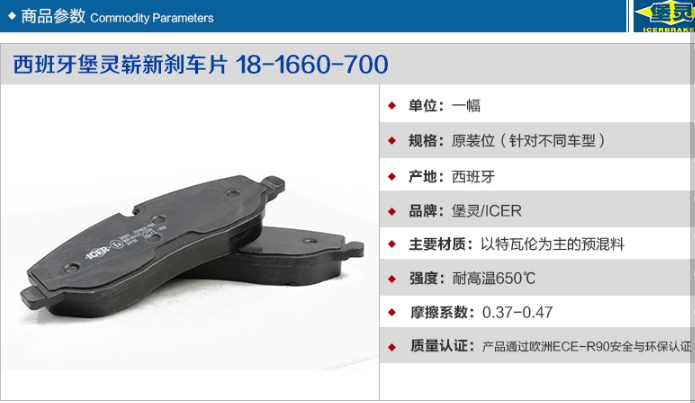 商品参数 Commodity Parameters
堡灵
ICERBRAKE
西班牙堡灵崭新刹车片 18-1660-700
单位：一幅
规格：原装位（针对不同车型）
产地：西班牙
品牌：堡灵/ICER
主要材质：以特瓦伦为主的预混料
强度：耐高温650℃
摩擦系数：0.37-0.47
质量认证：产品通过欧洲ECE-R90安全与环保认证
ICER